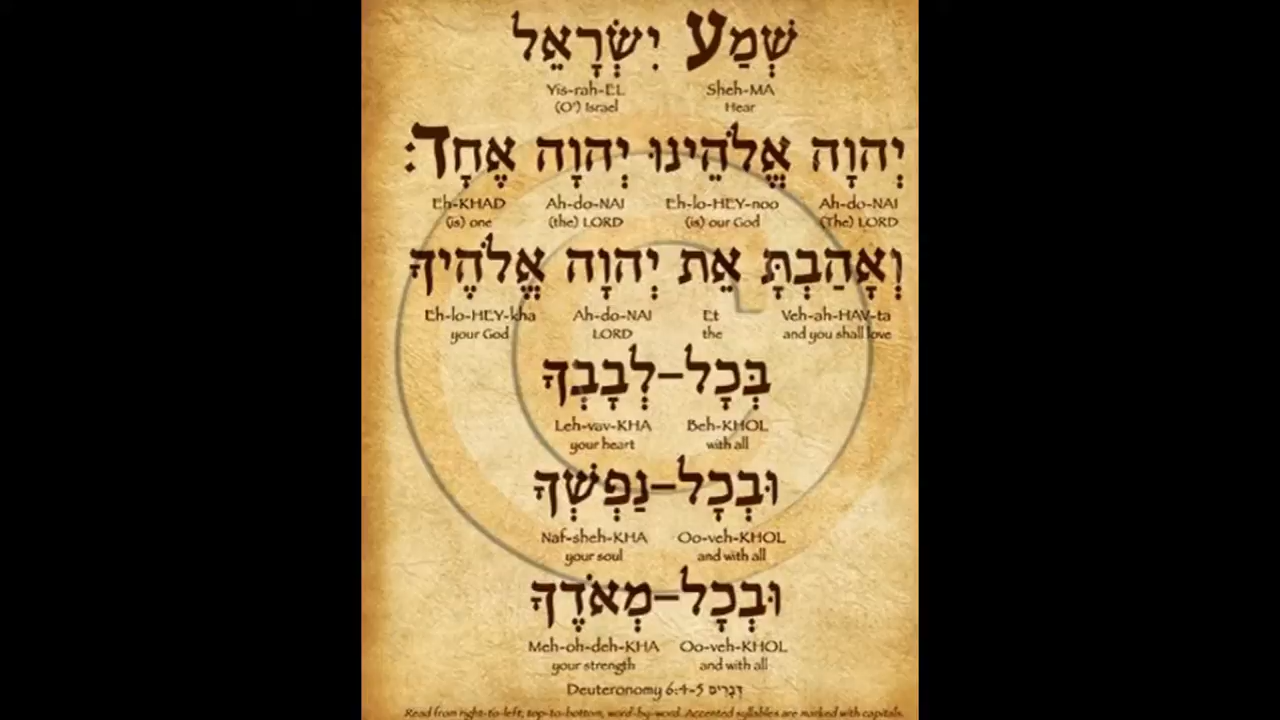 שְׁמַע יִשְׂרָאֵל
Yis-rah-EL Sheh-MA
(O') Israel Hear
יְהוָה אֱלֹהֵינוּ יְהוָה אֶחָד׃
Eh-KHAD Ah-do-NAI Eh-lo-HEY-noo Ah-do-NAI
(is) one (the) LORD (is) our God (The) LORD
וְאָהַבְתָּ אֵת יְהוָה אֱלֹהֶיךָ
Eh-lo-HEY-kha Ah-do-NAI Et Veh-ah-HAV-ta
your God LORD the and you shall love
בְּכָל–לְבָבְךָ
Leh-vav-KHA Beh-KHOL
your heart with all
וּבְכָל–נַפְשְׁךָ
Naf-sheh-KHA Oo-veh-KHOL
your soul and with all
וּבְכָל–מְאֹדֶךָ
Meh-oh-deh-KHA Oo-veh-KHOL
your strength and with all
Deuteronomy 6:4-5 דְּבָרִים
Read from right-to-left, top-to-bottom, word-by-word. Accented syllables are marked with capitals.